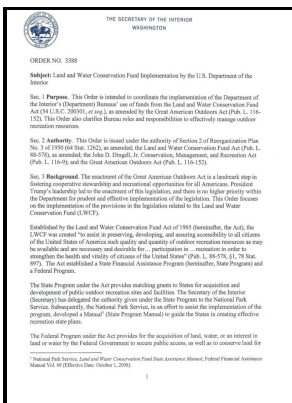 THE SECRETARY OF THE INTERIOR
WASHINGTON
ORDER NO. 3388
Subject: Land and Water Conservation Fund Implementation by the U.S. Department of the
Interior
Sec. 1 Purpose. This Order is intended to coordinate the implementation of the Department of
the Interior's (Department) Bureaus' use of funds from the Land and Water Conservation Fund
Act (54 U.S.C. 200301, et seq.), as amended by the Great American Outdoors Act (Pub. L. 116-
152). This Order also clarifies Bureau roles and responsibilities to effectively manage outdoor
recreation resources.
Sec. 2 Authority. This Order is issued under the authority of Section 2 of Reorganization Plan
No. 3 of 1950 (64 Stat. 1262), as amended; the Land and Water Conservation Fund Act (Pub. L.
88-578), as amended; the John D. Dingell, Jr. Conservation, Management, and Recreation Act
(Pub. L. 116-9); and the Great American Outdoors Act (Pub. L. 116-152).
Sec. 3 Background. The enactment of the Great American Outdoors Act is a landmark step in
fostering cooperative stewardship and recreational opportunities for all Americans. President
Trump's leadership led to the enactment of this legislation, and there is no higher priority within
the Department for prudent and effective implementation of the legislation. This Order focuses
on the implementation of the provisions in the legislation related to the Land and Water
Conservation Fund (LWCF).
Established by the Land and Water Conservation Fund Act of 1965 (hereinafter, the Act), the
LWCF was created "to assist in preserving, developing, and assuring accessibility to all citizens
of the United States of America such quality and quantity of outdoor recreation resources as may
be available and are necessary and desirable for… participation in …recreation in order to
strengthen the health and vitality of citizens of the United States" (Pub. L. 88-578, §1, 78 Stat.
897). The Act established a State Financial Assistance Program (hereinafter, State Program) and
a Federal Program.
The State Program under the Act provides for matching grants to States for acquisition and
development of public outdoor recreation sites and facilities. The Secretary of the Interior
(Secretary) has delegated the authority given under the State Program to the National Park
Service. Subsequently, the National Park Service, in an effort to assist the implementation of the
program, developed a Manual¹ (State Program Manual) to guide the States in creating effective
recreation state plans.
The Federal Program under the Act provides for the acquisition of land, water, or an interest in
land or water by the Federal Government to secure public access, as well as to conserve land for
¹ National Park Service, Land and Water Conservation Fund State Assistance Manual, Federal Financial Assistance
Manual Vol. 69 (Effective Date: October 1, 2008).
1